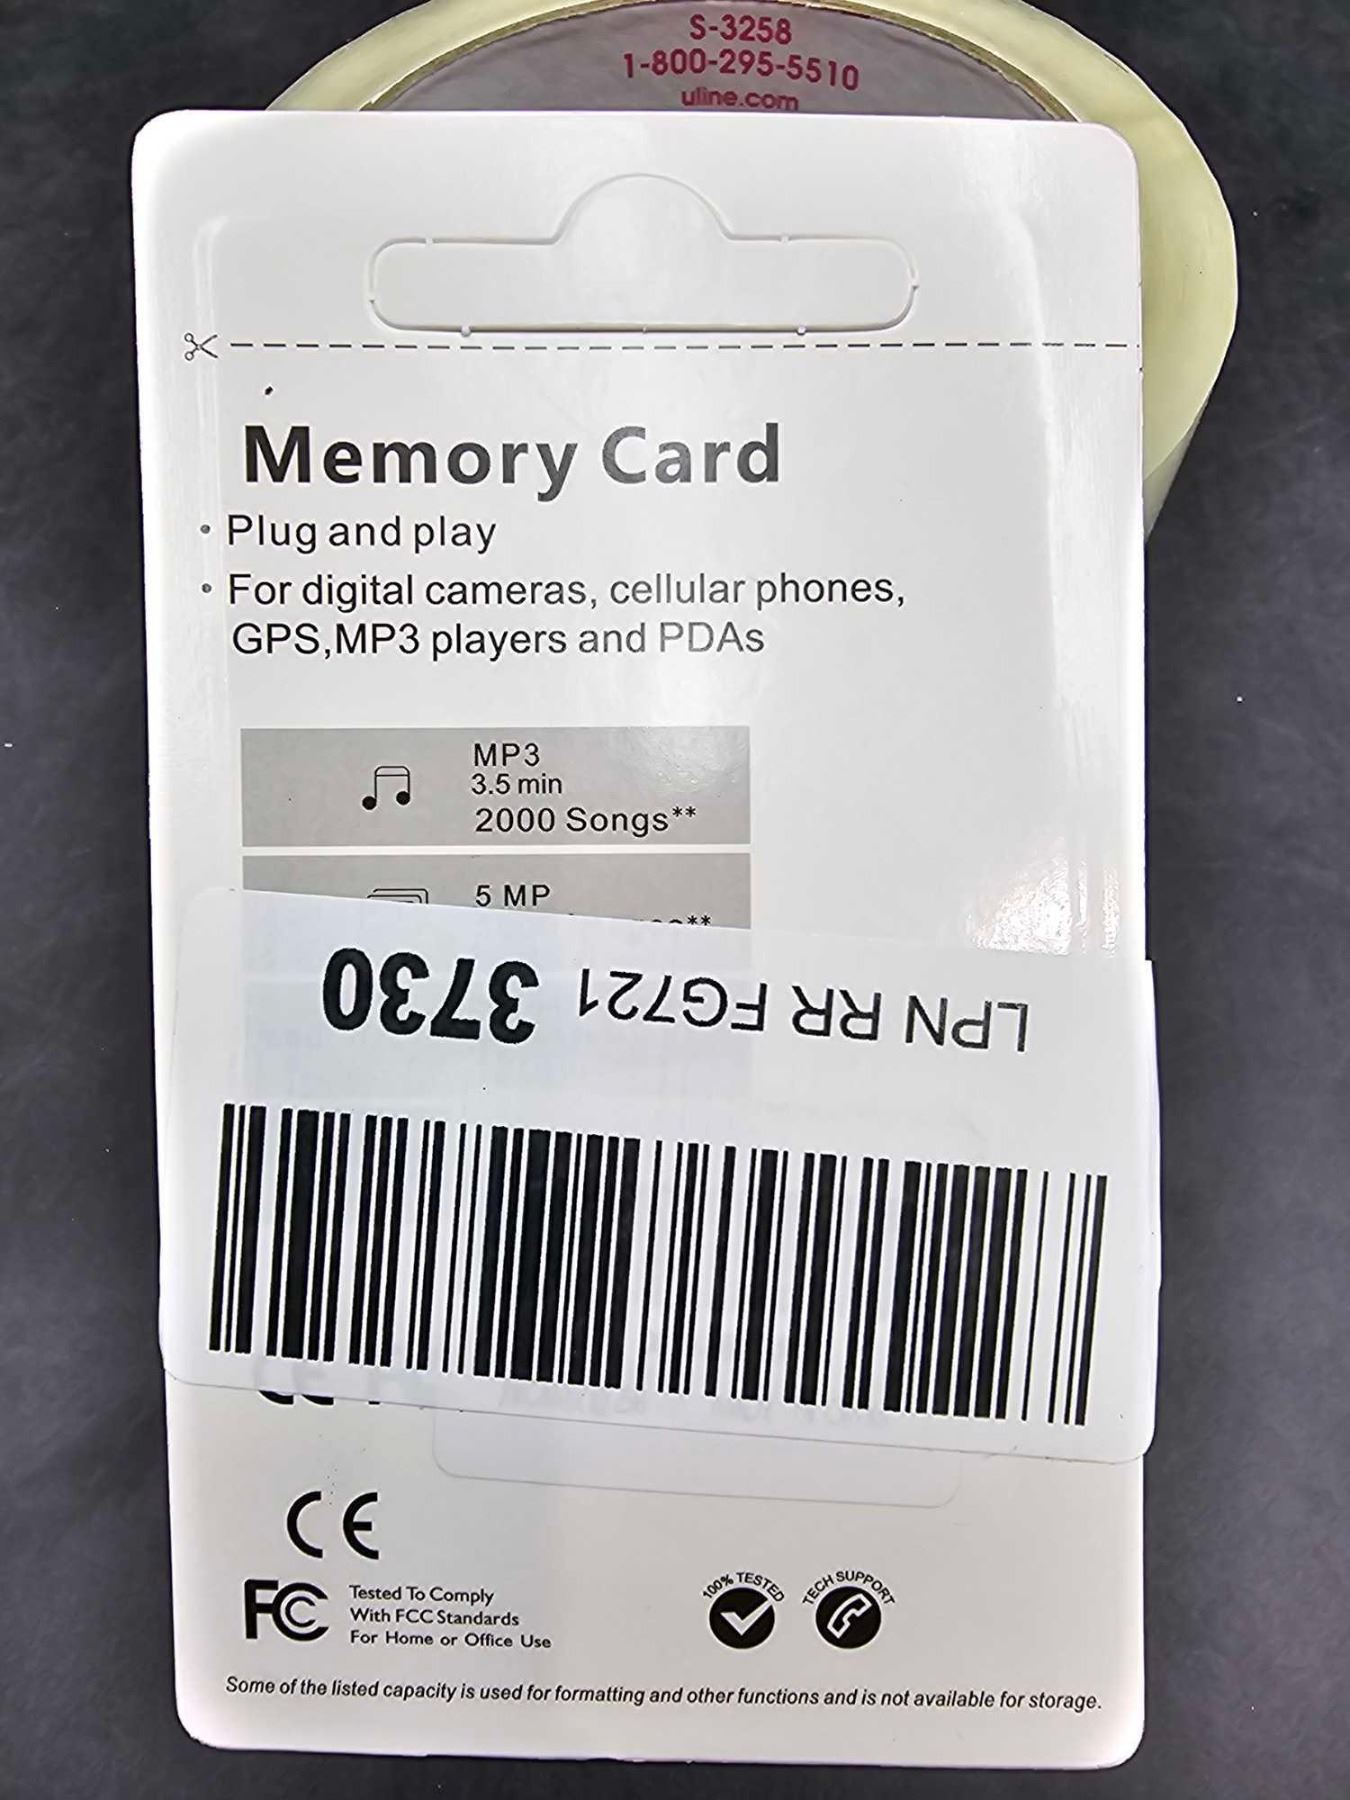 S-3258
1-800-295-5510
uline.com
Memory Card
• Plug and play
• For digital cameras, cellular phones,
GPS,MP3 players and PDAs
MP3
3.5 min
2000 Songs**
5 MP
**
LPN RR FG721 3730
CE
FC
Tested To Comply
With FCC Standards
For Home or Office Use
100% TESTED
TECH SUPPORT
Some of the listed capacity is used for formatting and other functions and is not available for storage.